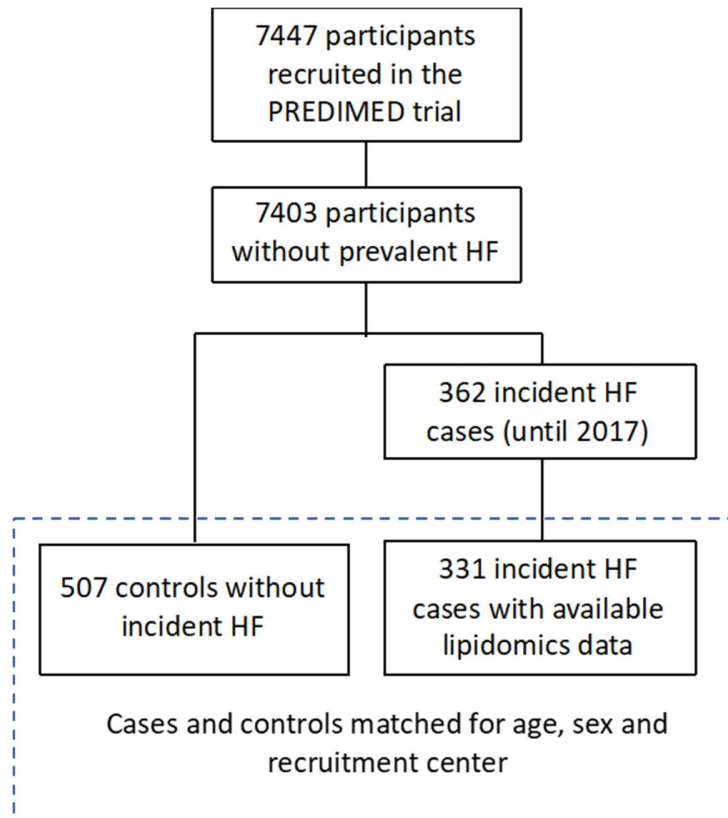 7447 participants
recruited in the
PREDIMED trial
7403 participants
without prevalent HF
362 incident HF
cases (until 2017)
507 controls without
incident HF
331 incident HF
cases with available
lipidomics data
Cases and controls matched for age, sex and
recruitment center